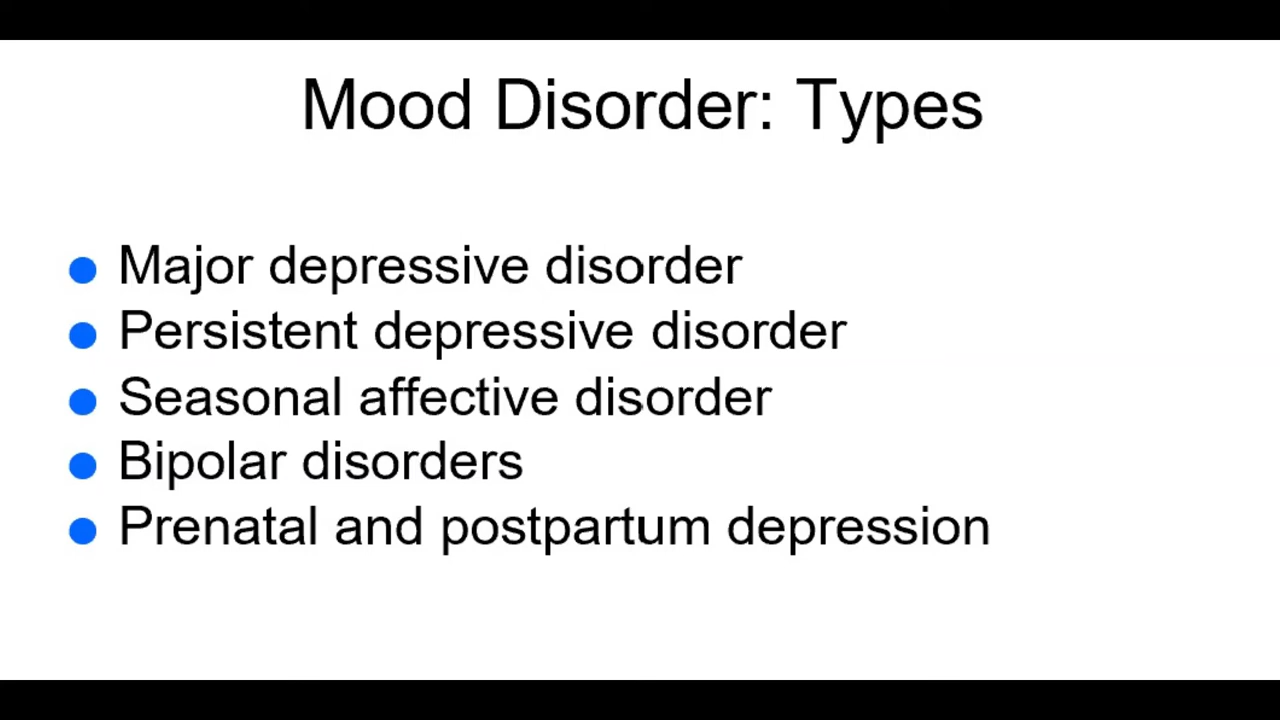 Mood Disorder: Types
● Major depressive disorder
● Persistent depressive disorder
● Seasonal affective disorder
● Bipolar disorders
● Prenatal and postpartum depression